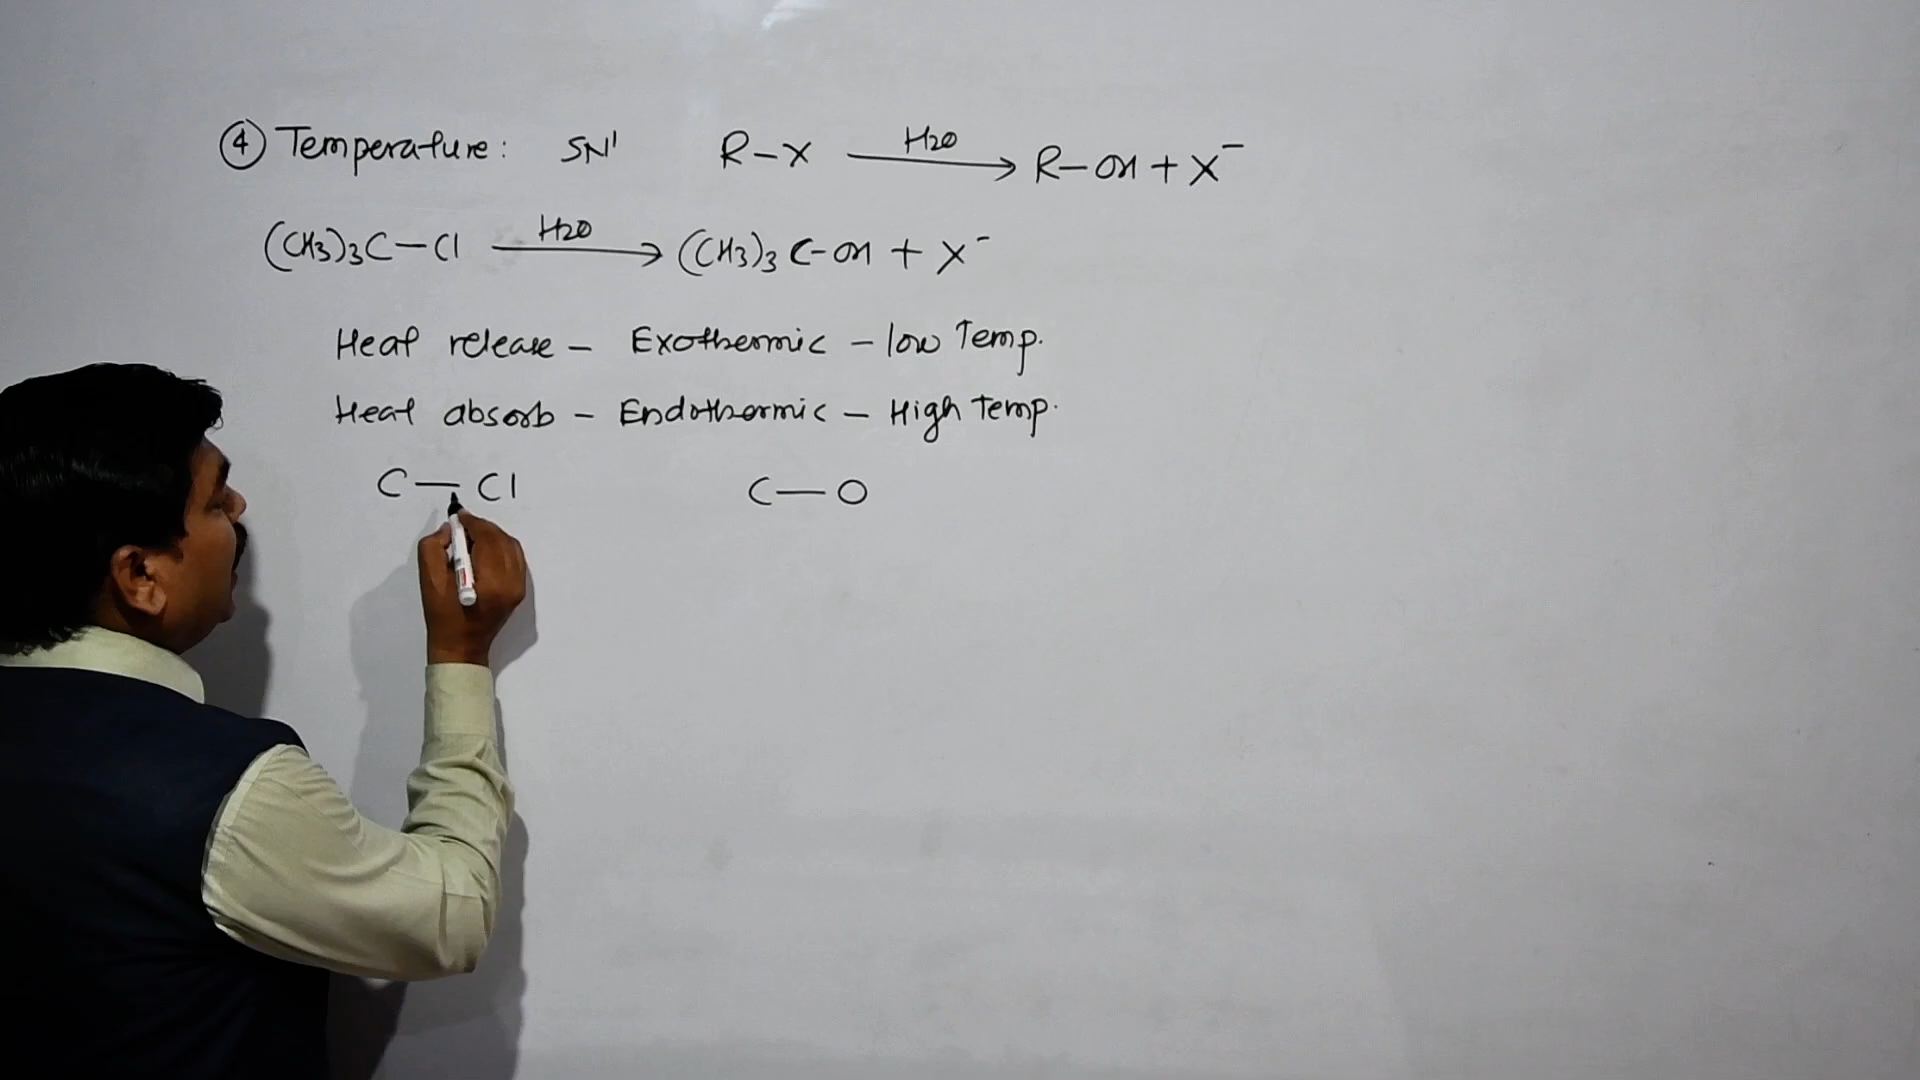 ④ Temperature: SN¹ R-X ⟶ H₂O R-OH + X⁻
(CH₃)₃C-Cl ⟶ H₂O (CH₃)₃C-OH + X⁻
Heat release - Exothermic - low Temp.
Heat absorb - Endothermic - High Temp.
C-Cl C-O